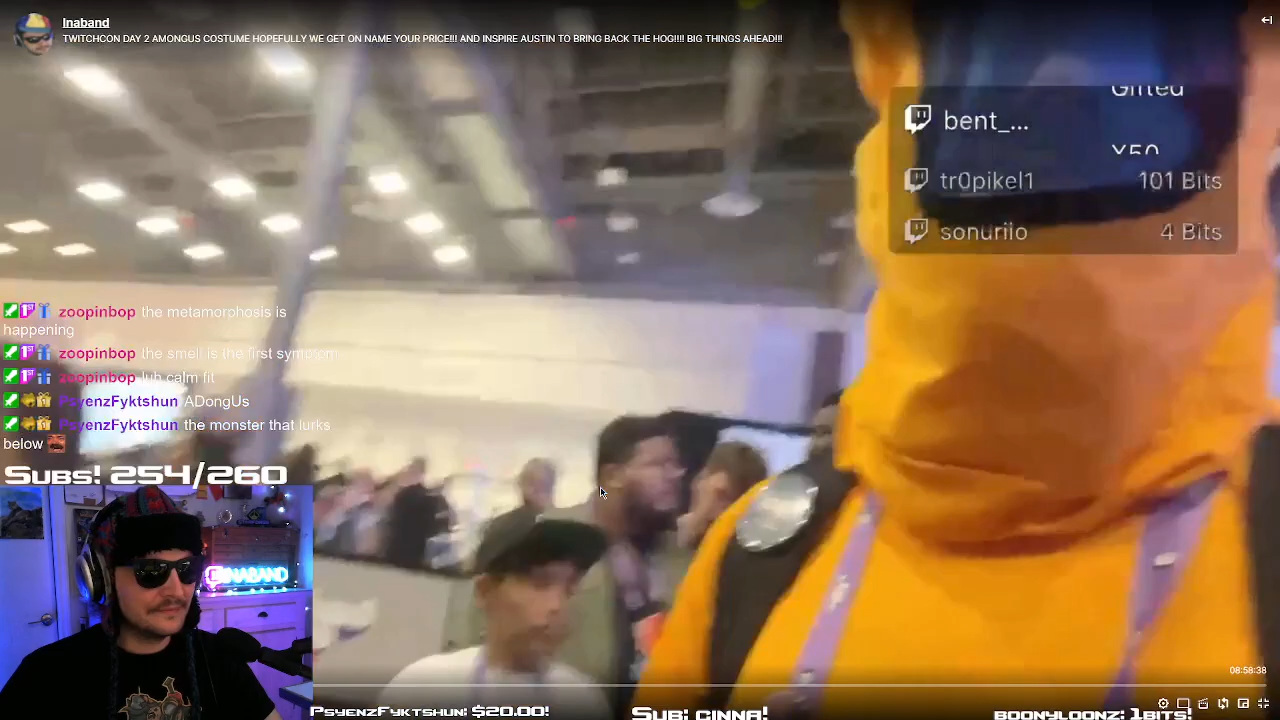 Inaband
TWITCHCON DAY 2 AMONGUS COSTUME HOPEFULLY WE GET ON NAME YOUR PRICE!!! AND INSPIRE AUSTIN TO BRING BACK THE HOG!!!! BIG THINGS AHEAD!!!
Gifted
bent_...
X50
tr0pikel1 101 Bits
sonuriio 4 Bits
zoopinbop the metamorphosis is
happening
zoopinbop the smell is the first symptom
zoopinbop luh calm fit
PsyenzFyktshun ADongUs
PsyenzFyktshun the monster that lurks
below
Subs! 254/260
INABAND
08:58:38
PsyenzFyktshun: $20.00!
Sub: cinna!
boonyloonz: 1Bits!